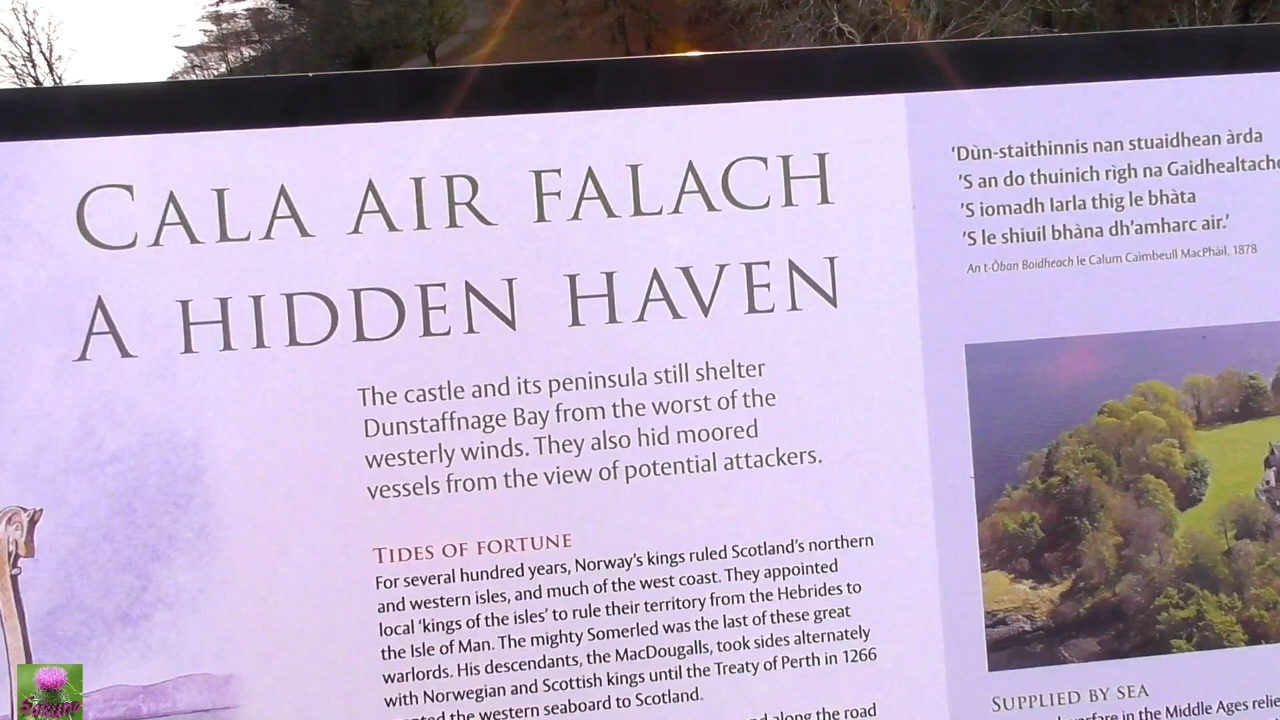 CALA AIR FALACH
A HIDDEN HAVEN
The castle and its peninsula still shelter
Dunstaffnage Bay from the worst of the
westerly winds. They also hid moored
vessels from the view of potential attackers.
TIDES OF FORTUNE
For several hundred years, Norway's kings ruled Scotland's northern
and western isles, and much of the west coast. They appointed
local 'kings of the isles' to rule their territory from the Hebrides to
the Isle of Man. The mighty Somerled was the last of these great
warlords. His descendants, the MacDougalls, took sides alternately
with Norwegian and Scottish kings until the Treaty of Perth in 1266
the western seaboard to Scotland.
along the road
'Dùn-staithinnis nan stuaidhean àrda
'S an do thuinich rìgh na Gaidhealtachd
'S iomadh Iarla thig le bhàta
'S le shiuil bhàna dh'amharc air.'
An t-Òban Boidheach le Calum Caimbeull MacPhàil, 1878
SUPPLIED BY SEA
in the Middle Ages